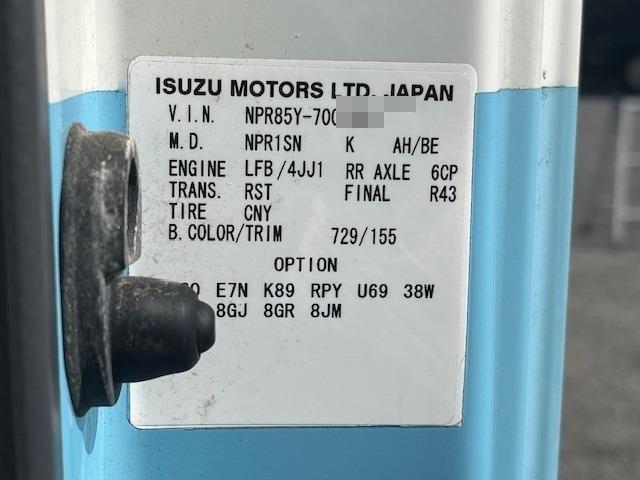 ISUZU MOTORS LTD. JAPAN
V.I.N. NPR85Y-700
M.D. NPR1SN K AH/BE
ENGINE LFB/4JJ1 RR AXLE 6CP
TRANS. RST FINAL R43
TIRE CNY
B.COLOR/TRIM 729/155
OPTION
E7N K89 RPY U69 38W
8GJ 8GR 8JM